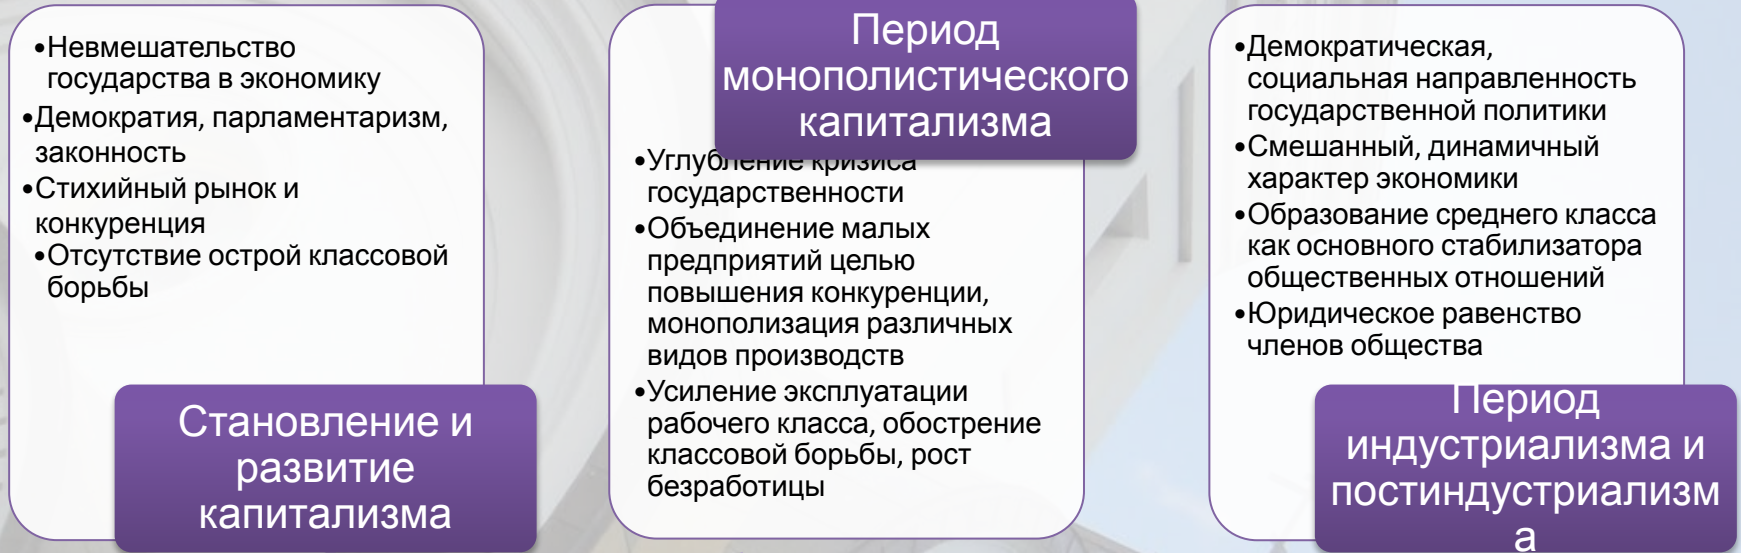 •Невмешательство
государства в экономику
•Демократия, парламентаризм,
законность
•Стихийный рынок и
конкуренция
•Отсутствие острой классовой
борьбы
Становление и
развитие
капитализма
Период
монополистического
капитализма
•Углубление кризиса
государственности
•Объединение малых
предприятий целью
повышения конкуренции,
монополизация различных
видов производств
•Усиление эксплуатации
рабочего класса, обострение
классовой борьбы, рост
безработицы
•Демократическая,
социальная направленность
государственной политики
•Смешанный, динамичный
характер экономики
•Образование среднего класса
как основного стабилизатора
общественных отношений
•Юридическое равенство
членов общества
Период
индустриализма и
постиндустриализм
а